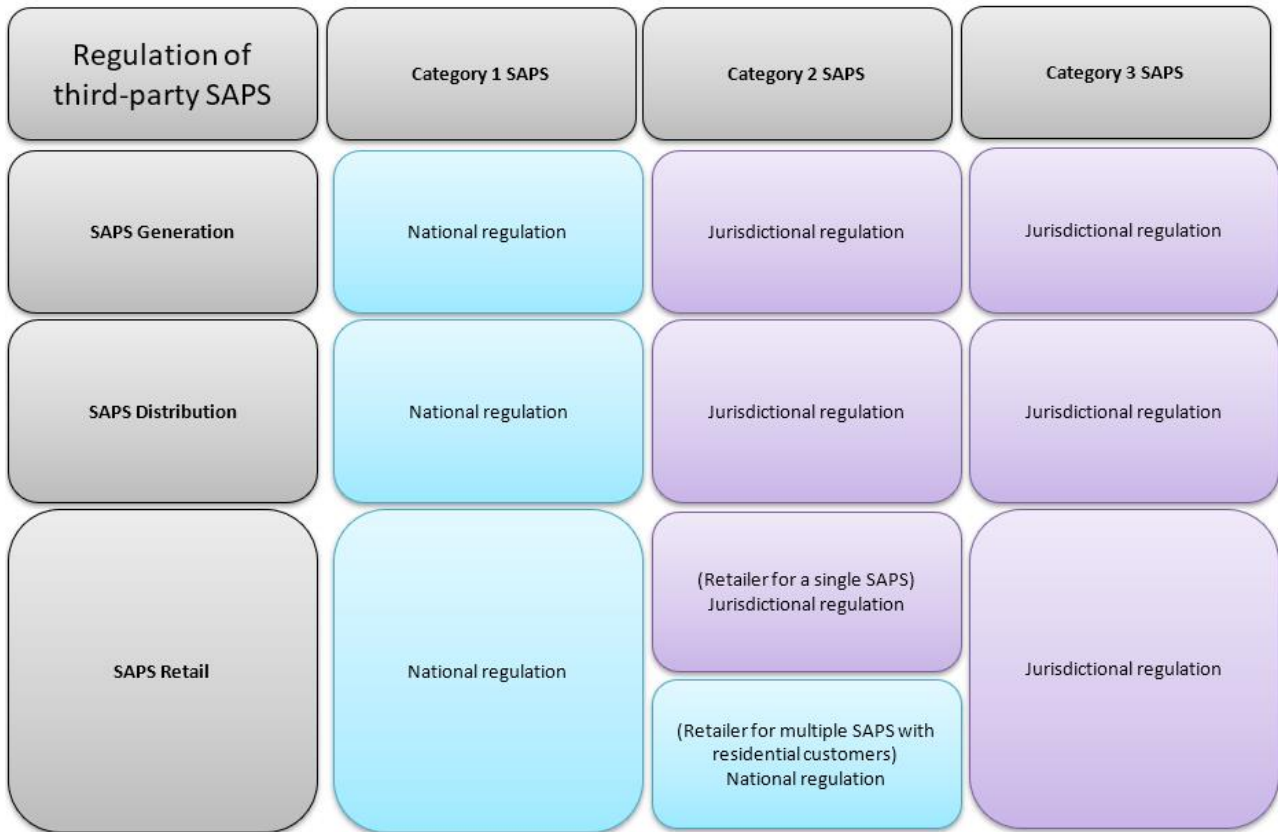 Regulation of
third-party SAPS
Category 1 SAPS
Category 2 SAPS
Category 3 SAPS
SAPS Generation
National regulation
Jurisdictional regulation
Jurisdictional regulation
SAPS Distribution
National regulation
Jurisdictional regulation
Jurisdictional regulation
SAPS Retail
National regulation
(Retailer for a single SAPS)
Jurisdictional regulation
(Retailer for multiple SAPS with
residential customers)
National regulation
Jurisdictional regulation